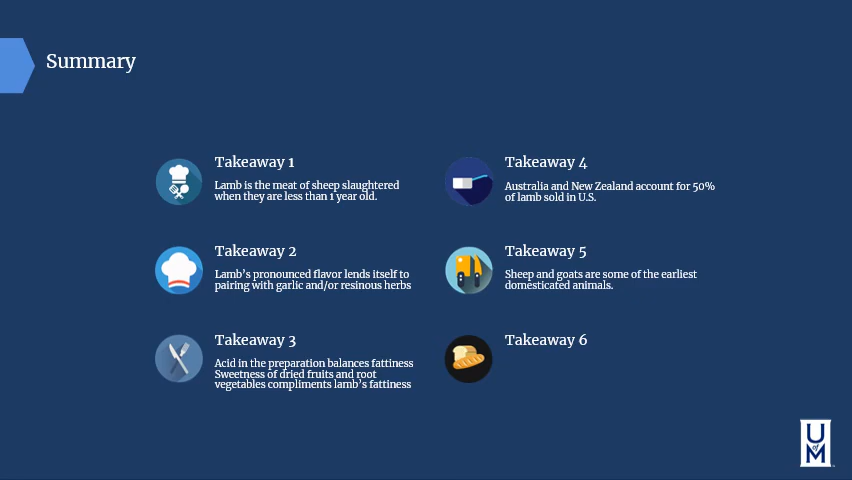 Summary
Takeaway 1
Lamb is the meat of sheep slaughtered
when they are less than 1 year old.
Takeaway 2
Lamb's pronounced flavor lends itself to
pairing with garlic and/or resinous herbs
Takeaway 3
Acid in the preparation balances fattiness
Sweetness of dried fruits and root
vegetables compliments lamb's fattiness
Takeaway 4
Australia and New Zealand account for 50%
of lamb sold in U.S.
Takeaway 5
Sheep and goats are some of the earliest
domesticated animals.
Takeaway 6
U
of
M